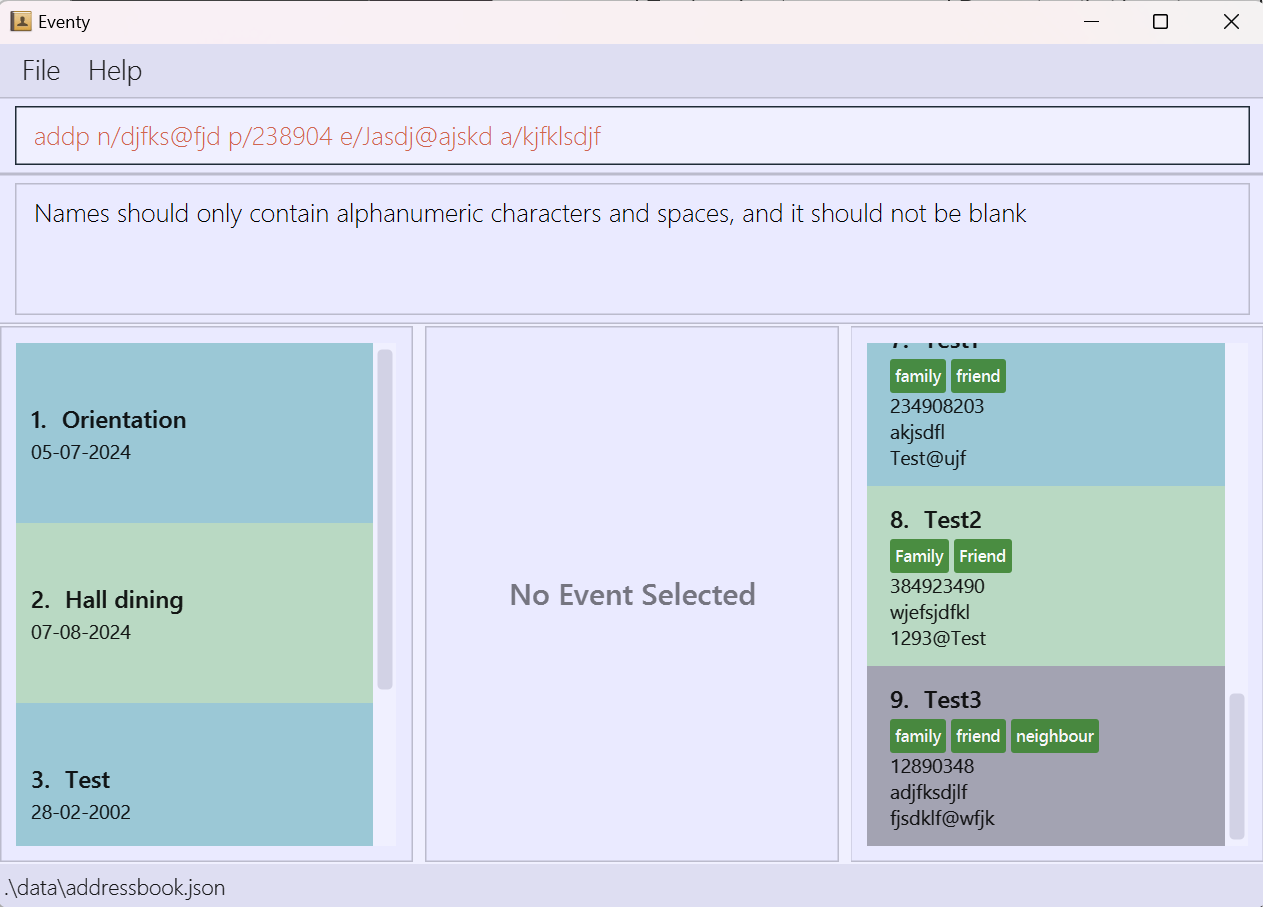 Eventy
File Help
addp n/djfks@fjd p/238904 e/Jasdj@ajskd a/kjfklsdjf
Names should only contain alphanumeric characters and spaces, and it should not be blank
1. Orientation
05-07-2024
2. Hall dining
07-08-2024
3. Test
28-02-2002
No Event Selected
7. Test1
family friend
234908203
akjsdfl
Test@ujf
8. Test2
Family Friend
384923490
wjefsjdfkl
1293@Test
9. Test3
family friend neighbour
12890348
adjfksdjlf
fjsdklf@wfjk
.\data\addressbook.json